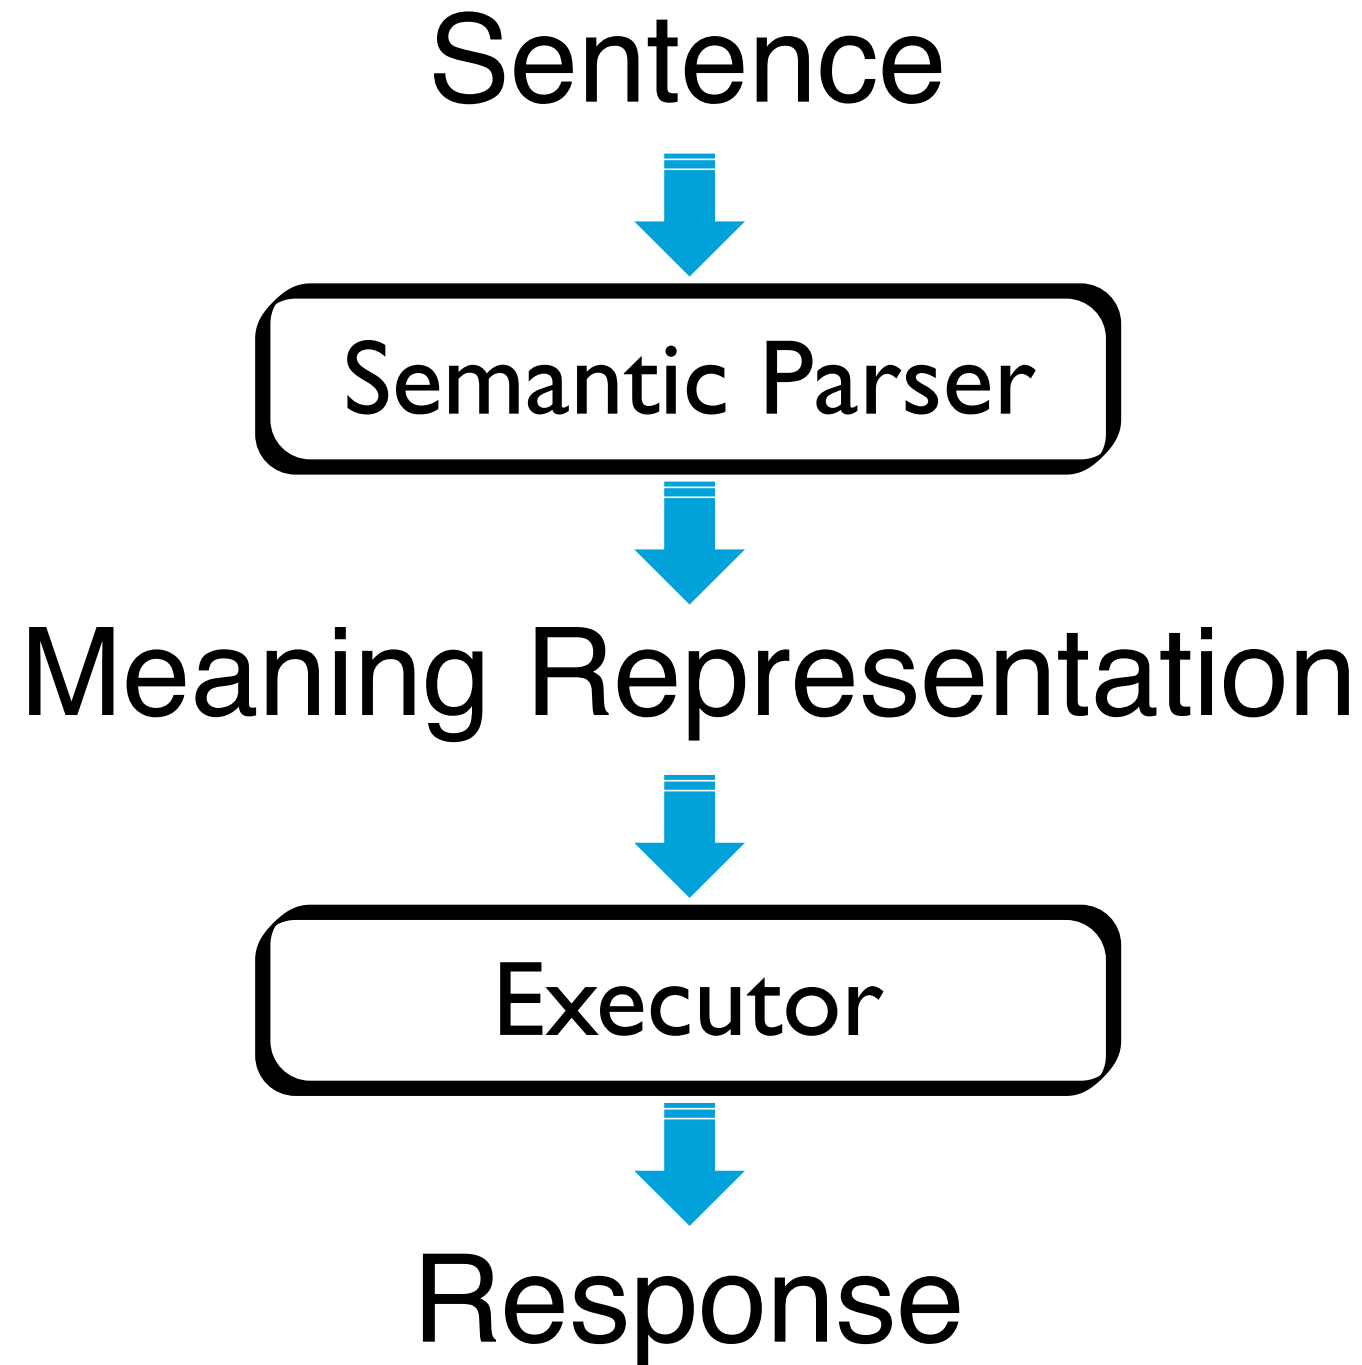 Sentence
Semantic Parser
Meaning Representation
Executor
Response